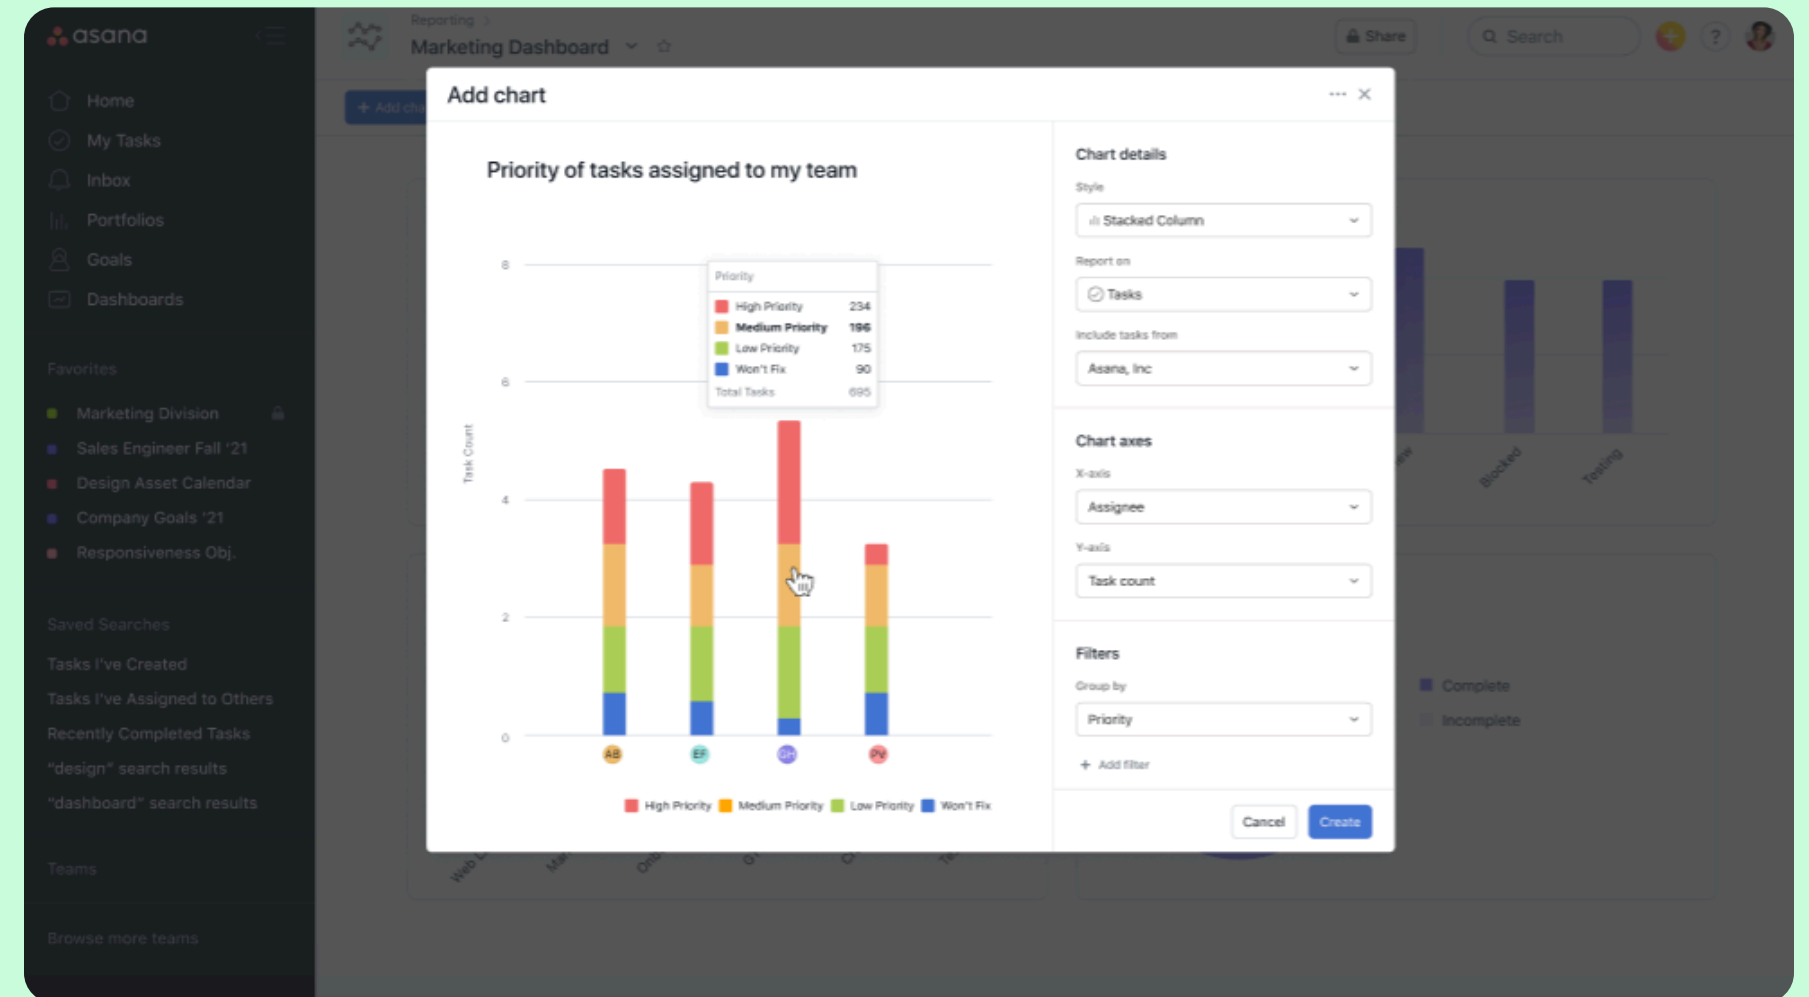 asana
Home
My Tasks
Inbox
Portfolios
Goals
Dashboards
Favorites
Marketing Division
Sales Engineer Fall '21
Design Asset Calendar
Company Goals '21
Responsiveness Obj.
Saved Searches
Tasks I've Created
Tasks I've Assigned to Others
Recently Completed Tasks
"design" search results
"dashboard" search results
Teams
Browse more teams
Reporting >
Marketing Dashboard
Share
Search
?
+ Add cha
Add chart
Priority of tasks assigned to my team
Task Count
8
6
4
2
0
Priority
High Priority 234
Medium Priority 196
Low Priority 175
Won't Fix 90
Total Tasks 695
AB EF GH PV
High Priority Medium Priority Low Priority Won't Fix
Chart details
Style
Stacked Column
Report on
Tasks
Include tasks from
Asana, Inc
Chart axes
X-axis
Assignee
Y-axis
Task count
Filters
Group by
Priority
+ Add filter
Cancel Create
Blocked
Testing
Complete
Incomplete